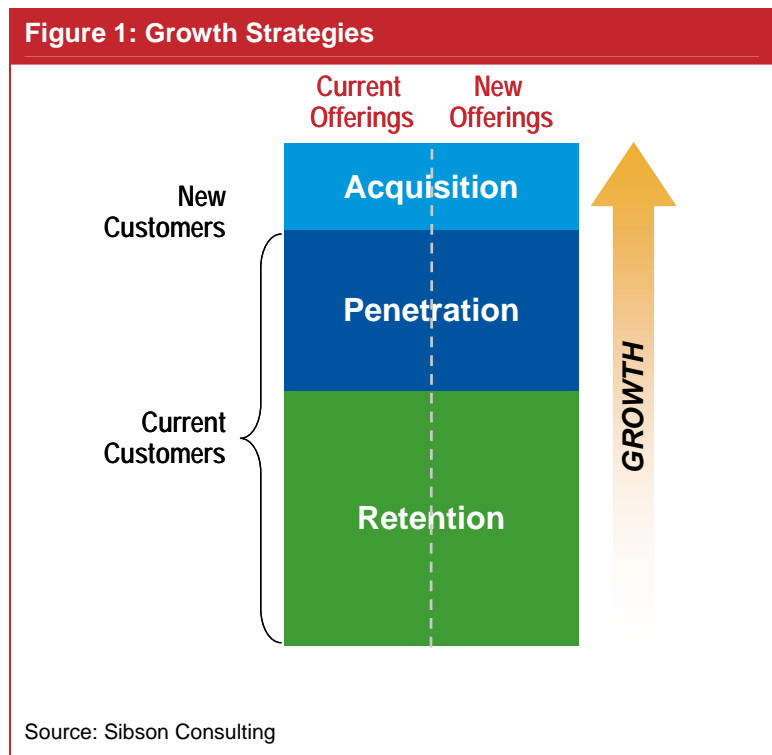 Figure 1: Growth Strategies
Current
Offerings
New
Offerings
New
Customers
Acquisition
Penetration
Current
Customers
Retention
GROWTH
Source: Sibson Consulting